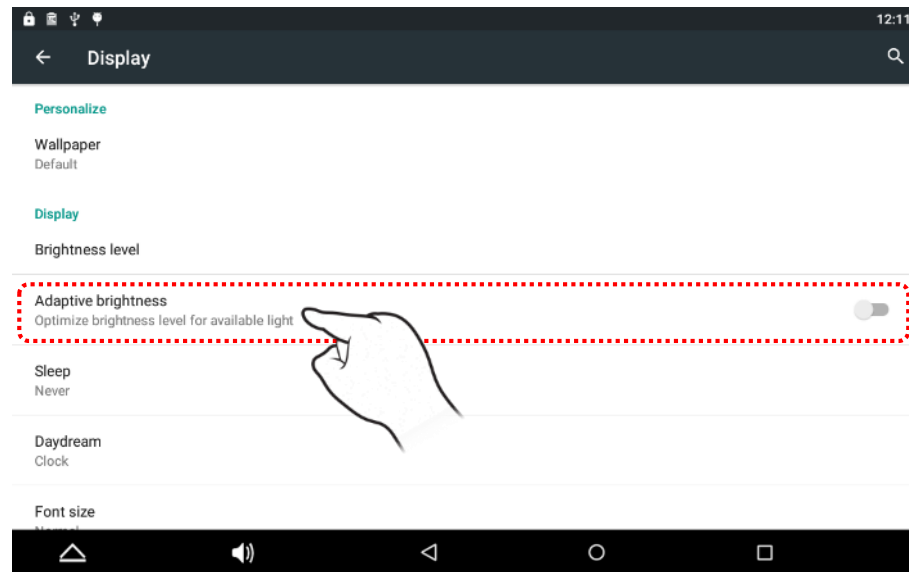 12:11
Display
Personalize
Wallpaper
Default
Display
Brightness level
Adaptive brightness
Optimize brightness level for available light
Sleep
Never
Daydream
Clock
Font size